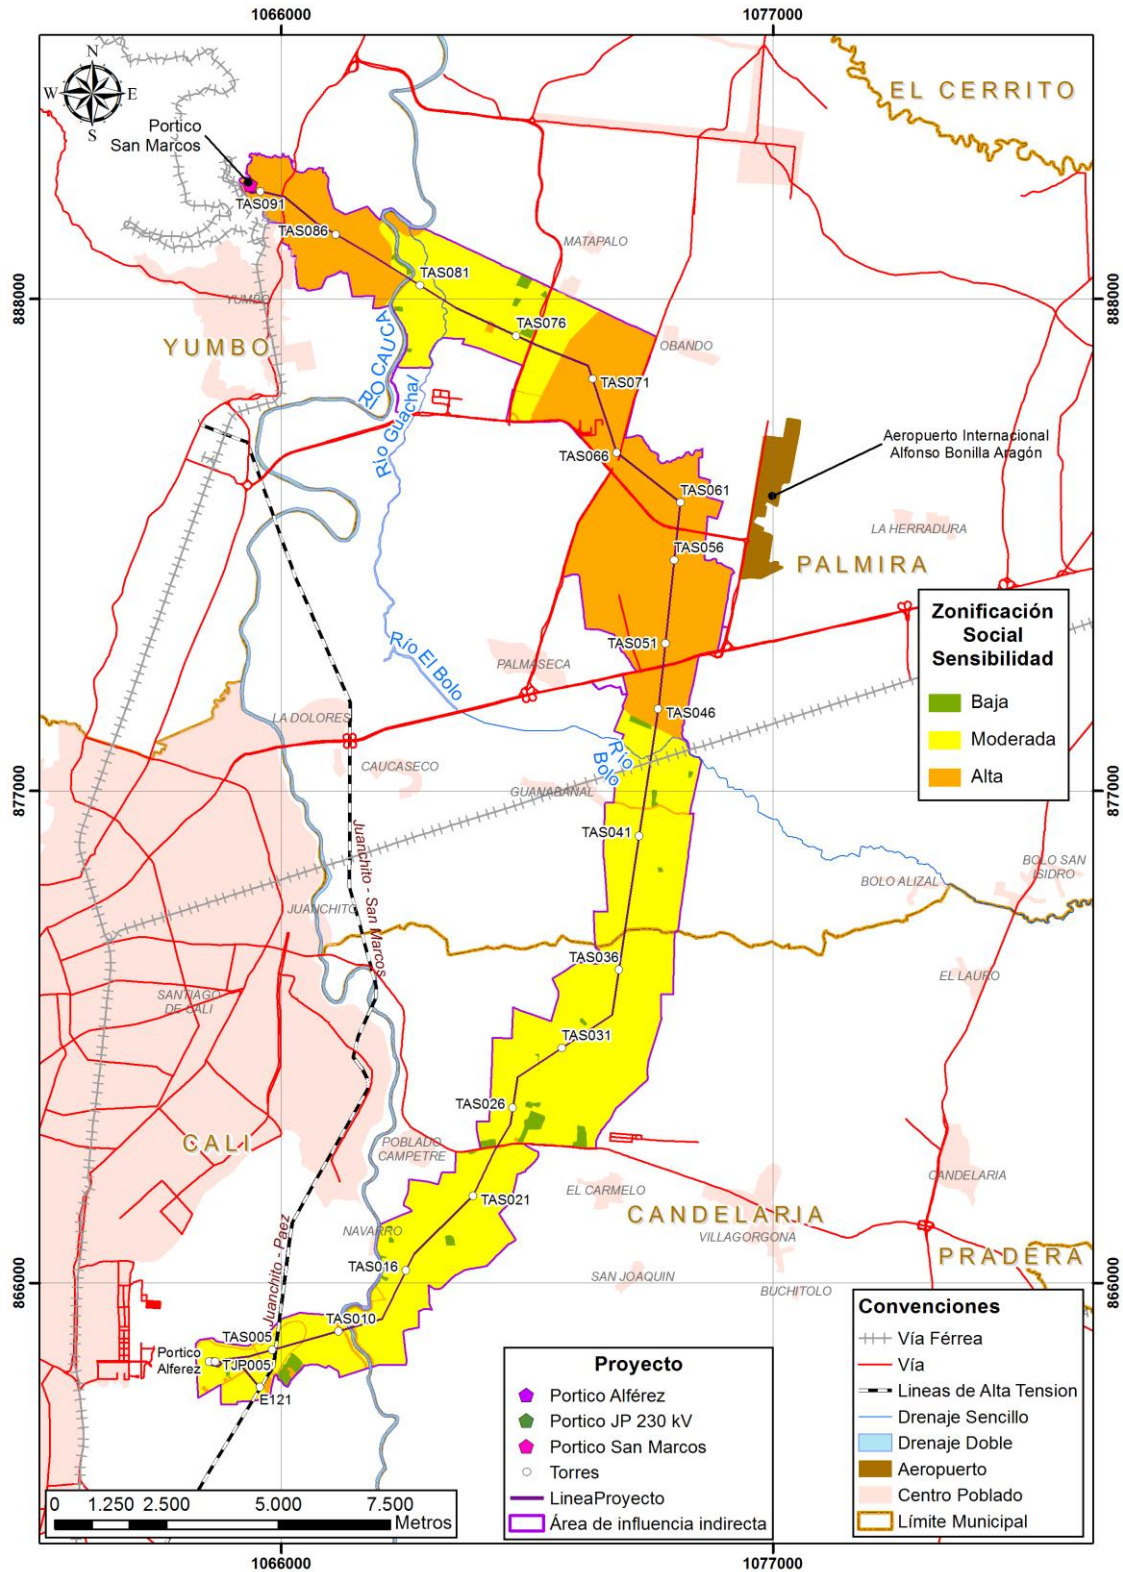 1066000
1077000
N
W
E
S
EL CERRITO
Portico
San Marcos
TAS091
TAS086
MATAPALO
TAS081
888000
888000
YUMBO
TAS076
YUMBO
RÍO CAUCA
OBANDO
TAS071
Río Guachal
Aeropuerto Internacional
Alfonso Bonilla Aragón
TAS066
TAS061
LA HERRADURA
TAS056
PALMIRA
Zonificación
Social
Sensibilidad
Baja
Moderada
Alta
Río El Bolo
TAS051
PALMASECA
TAS046
LA DOLORES
Río
Bolo
CAUCASECO
GUANABANAL
877000
877000
Juanchito - San Marcos
TAS041
BOLO SAN
ISIDRO
BOLO ALIZAL
JUANCHITO
TAS036
EL LAURO
SANTIAGO
DE CALI
TAS031
TAS026
CALI
POBLADO
CAMPETRE
CANDELARIA
EL CARMELO
TAS021
CANDELARIA
NAVARRO
VILLAGORGONA
PRADERA
TAS016
SAN JOAQUIN
BUCHITOLO
866000
866000
Juanchito - Paez
TAS010
TAS005
Portico
Alferez
TJP005
E121
Proyecto
Portico Alférez
Portico JP 230 kV
Portico San Marcos
Torres
LineaProyecto
Área de influencia indirecta
Convenciones
Vía Férrea
Vía
Lineas de Alta Tension
Drenaje Sencillo
Drenaje Doble
Aeropuerto
Centro Poblado
Límite Municipal
0 1.250 2.500 5.000 7.500
Metros
1066000
1077000